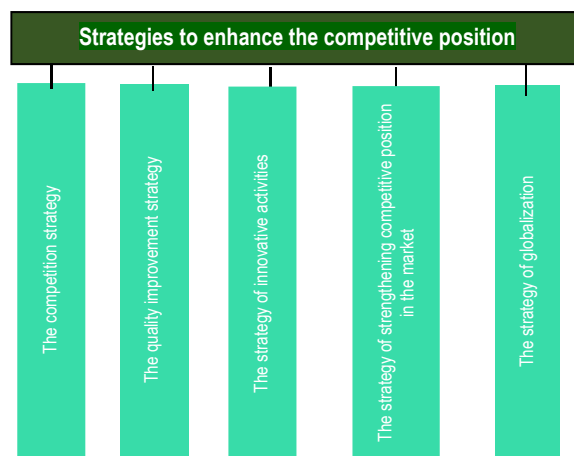 Strategies to enhance the competitive position
The competition strategy
The quality improvement strategy
The strategy of innovative activities
The strategy of strengthening competitive position
in the market
The strategy of globalization